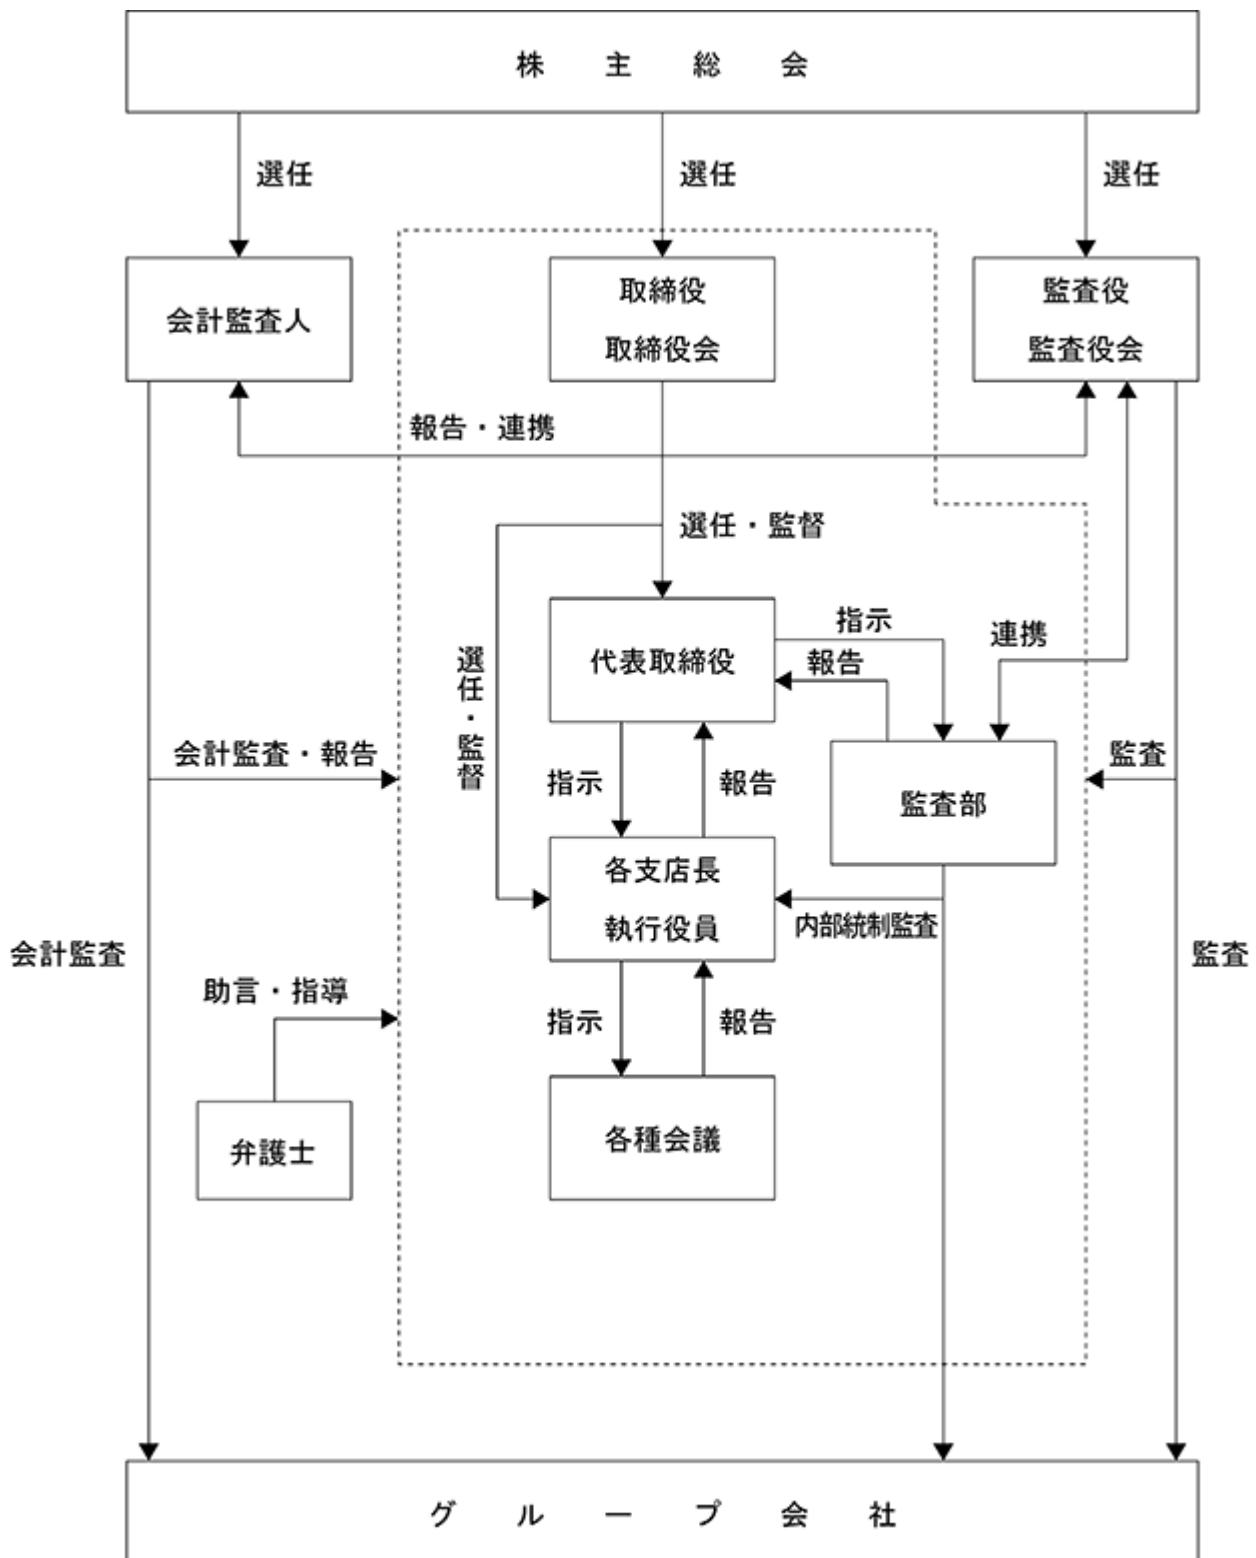 株主総会
選任
選任
選任
会計監査人
取締役
取締役会
監査役
監査役会
報告・連携
選任・監督
選任・監督
代表取締役
指示
報告
連携
監査部
会計監査・報告
監査
指示
報告
各支店長
執行役員
内部統制監査
会計監査
監査
助言・指導
指示
報告
弁護士
各種会議
グループ会社